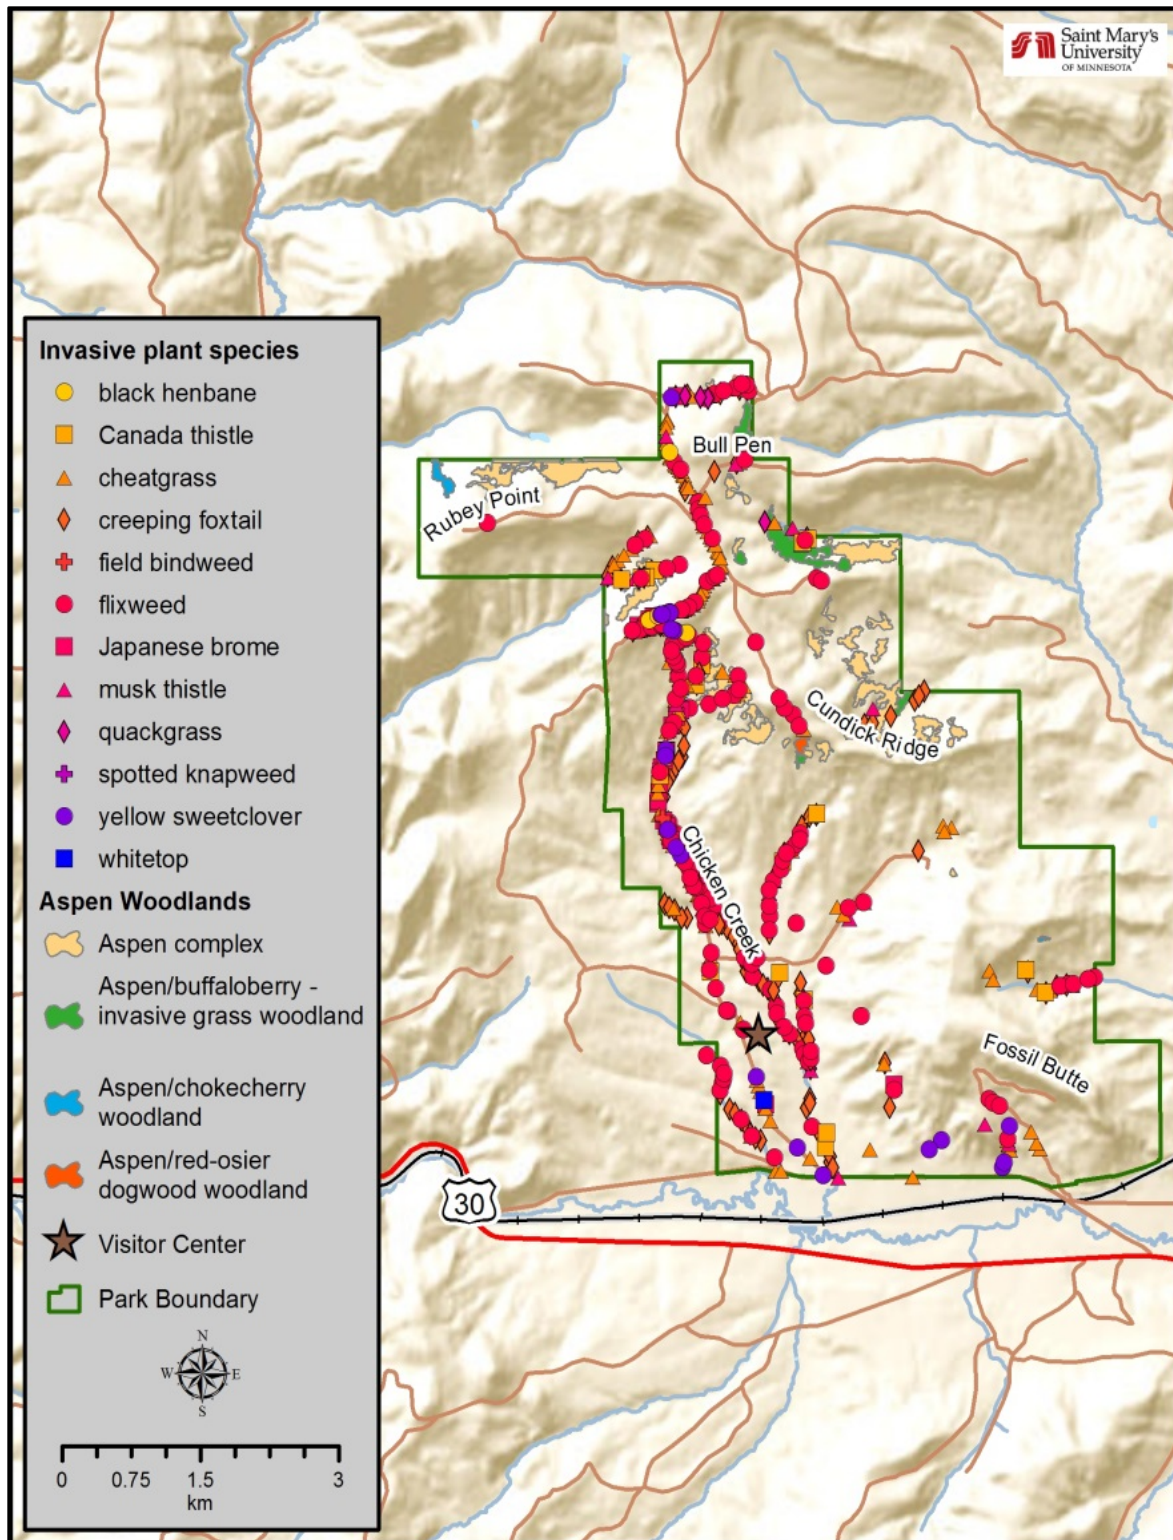 Saint Mary's
University
OF MINNESOTA
Invasive plant species
black henbane
Canada thistle
cheatgrass
creeping foxtail
field bindweed
flixweed
Japanese brome
musk thistle
quackgrass
spotted knapweed
yellow sweetclover
whitetop
Aspen Woodlands
Aspen complex
Aspen/buffaloberry -
invasive grass woodland
Aspen/chokecherry
woodland
Aspen/red-osier
dogwood woodland
Visitor Center
Park Boundary
N
W E
S
0 0.75 1.5 3
km
Bull Pen
Rubey Point
Cundick Ridge
Chicken Creek
Fossil Butte
30